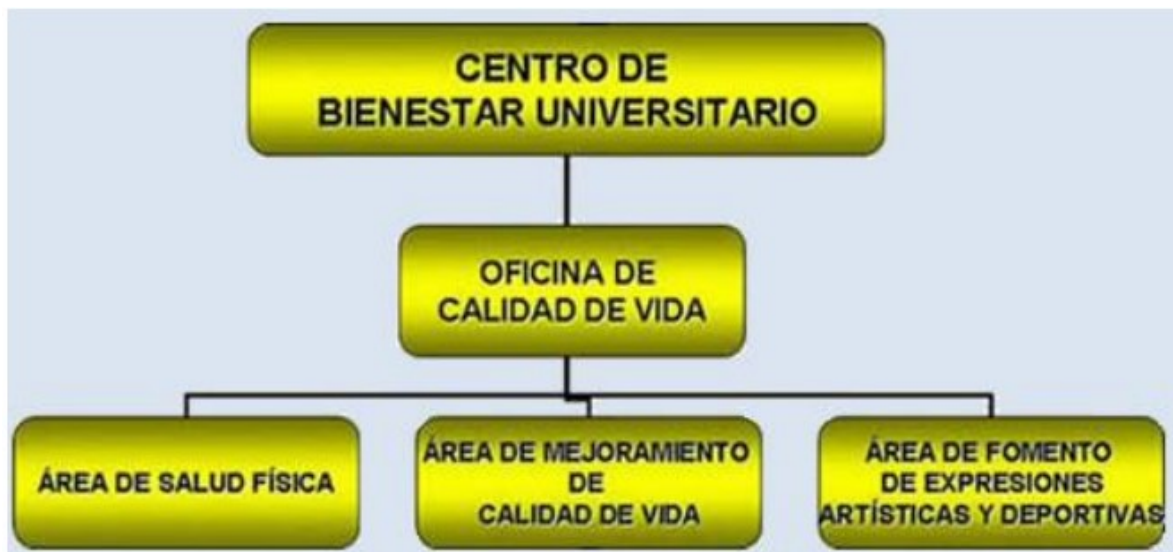 CENTRO DE
BIENESTAR UNIVERSITARIO
OFICINA DE
CALIDAD DE VIDA
ÁREA DE SALUD FÍSICA
ÁREA DE MEJORAMIENTO
DE
CALIDAD DE VIDA
ÁREA DE FOMENTO
DE EXPRESIONES
ARTÍSTICAS Y DEPORTIVAS